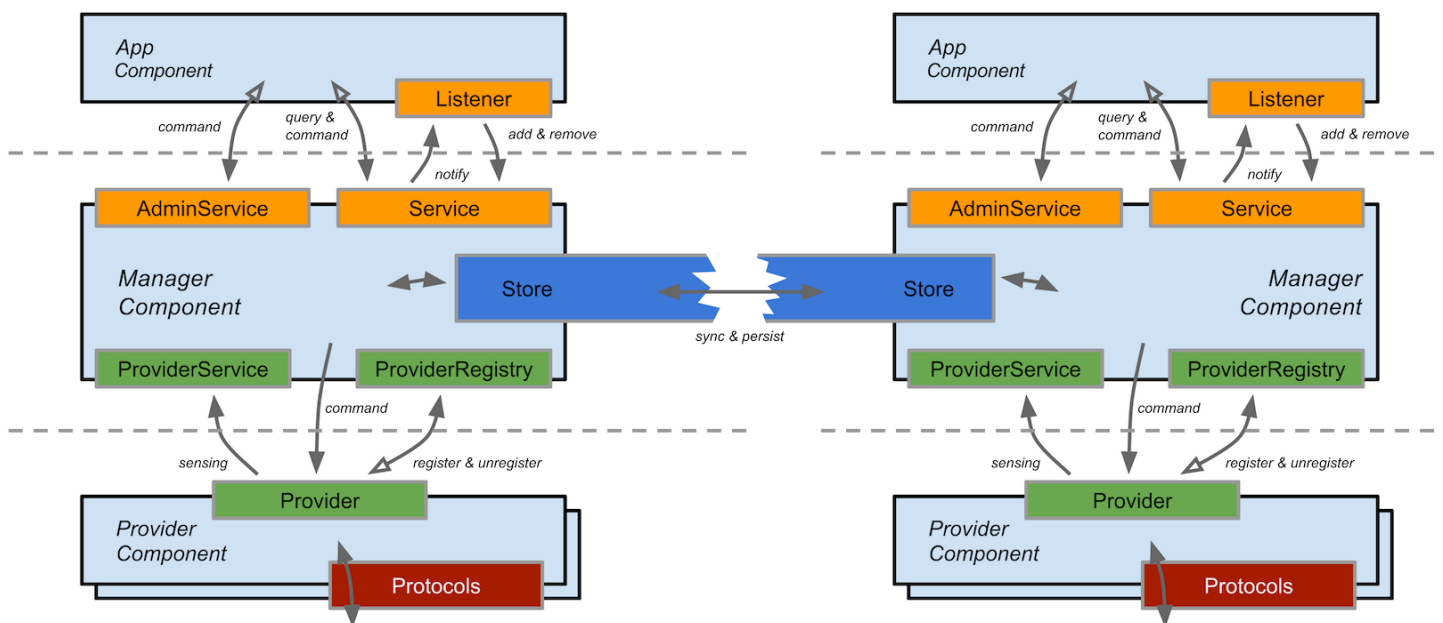 App
Component
Listener
command
query &
command
add & remove
notify
AdminService
Service
Manager
Component
Store
ProviderService
ProviderRegistry
command
sensing
register & unregister
Provider
Provider
Component
Protocols
sync & persist
App
Component
Listener
command
query &
command
add & remove
notify
AdminService
Service
Store
Manager
Component
ProviderService
ProviderRegistry
command
sensing
register & unregister
Provider
Provider
Component
Protocols